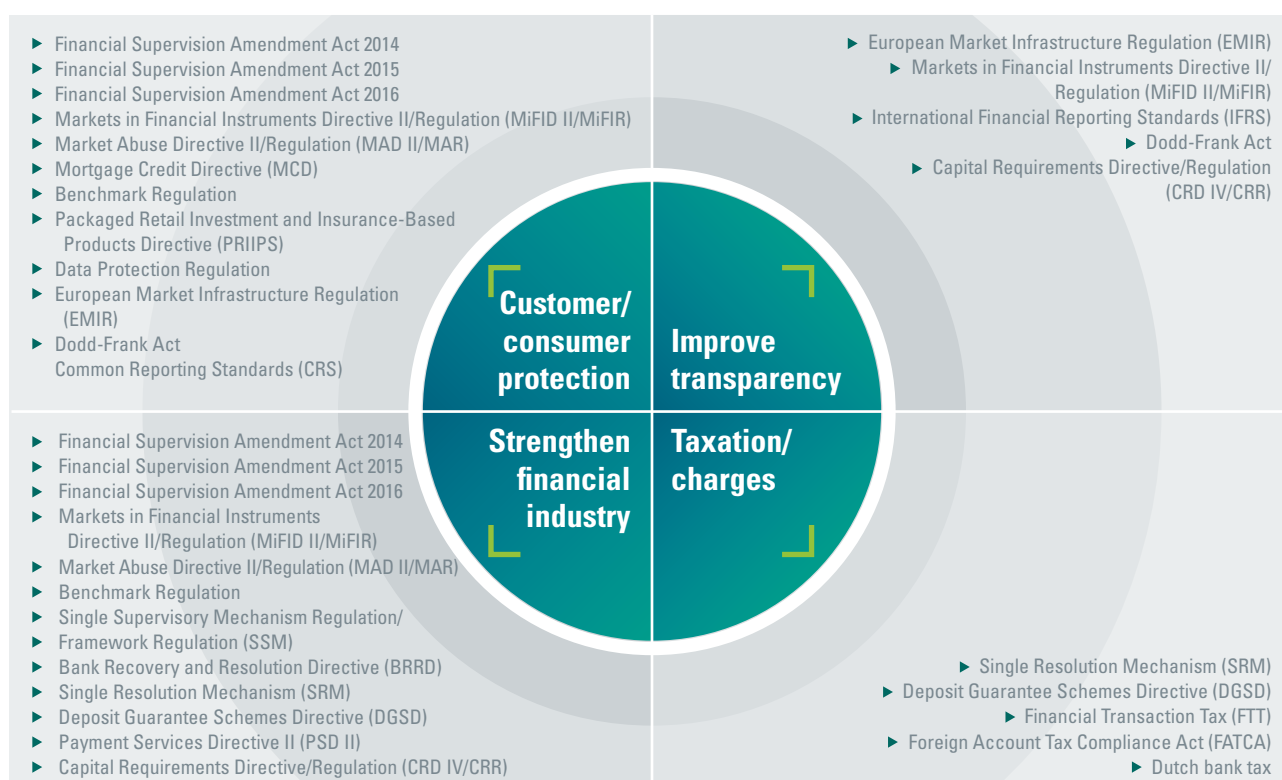 ► Financial Supervision Amendment Act 2014
► Financial Supervision Amendment Act 2015
► Financial Supervision Amendment Act 2016
► Markets in Financial Instruments Directive II/Regulation (MiFID II/MiFIR)
► Market Abuse Directive II/Regulation (MAD II/MAR)
► Mortgage Credit Directive (MCD)
► Benchmark Regulation
► Packaged Retail Investment and Insurance-Based
Products Directive (PRIIPS)
► Data Protection Regulation
► European Market Infrastructure Regulation
(EMIR)
► Dodd-Frank Act
Common Reporting Standards (CRS)
► European Market Infrastructure Regulation (EMIR)
► Markets in Financial Instruments Directive II/
Regulation (MiFID II/MiFIR)
► International Financial Reporting Standards (IFRS)
► Dodd-Frank Act
► Capital Requirements Directive/Regulation
(CRD IV/CRR)
Customer/
consumer
protection
Improve
transparency
Strengthen
financial
industry
Taxation/
charges
► Financial Supervision Amendment Act 2014
► Financial Supervision Amendment Act 2015
► Financial Supervision Amendment Act 2016
► Markets in Financial Instruments
Directive II/Regulation (MiFID II/MiFIR)
► Market Abuse Directive II/Regulation (MAD II/MAR)
► Benchmark Regulation
► Single Supervisory Mechanism Regulation/
► Framework Regulation (SSM)
► Bank Recovery and Resolution Directive (BRRD)
► Single Resolution Mechanism (SRM)
► Deposit Guarantee Schemes Directive (DGSD)
► Payment Services Directive II (PSD II)
► Capital Requirements Directive/Regulation (CRD IV/CRR)
► Single Resolution Mechanism (SRM)
► Deposit Guarantee Schemes Directive (DGSD)
► Financial Transaction Tax (FTT)
► Foreign Account Tax Compliance Act (FATCA)
► Dutch bank tax